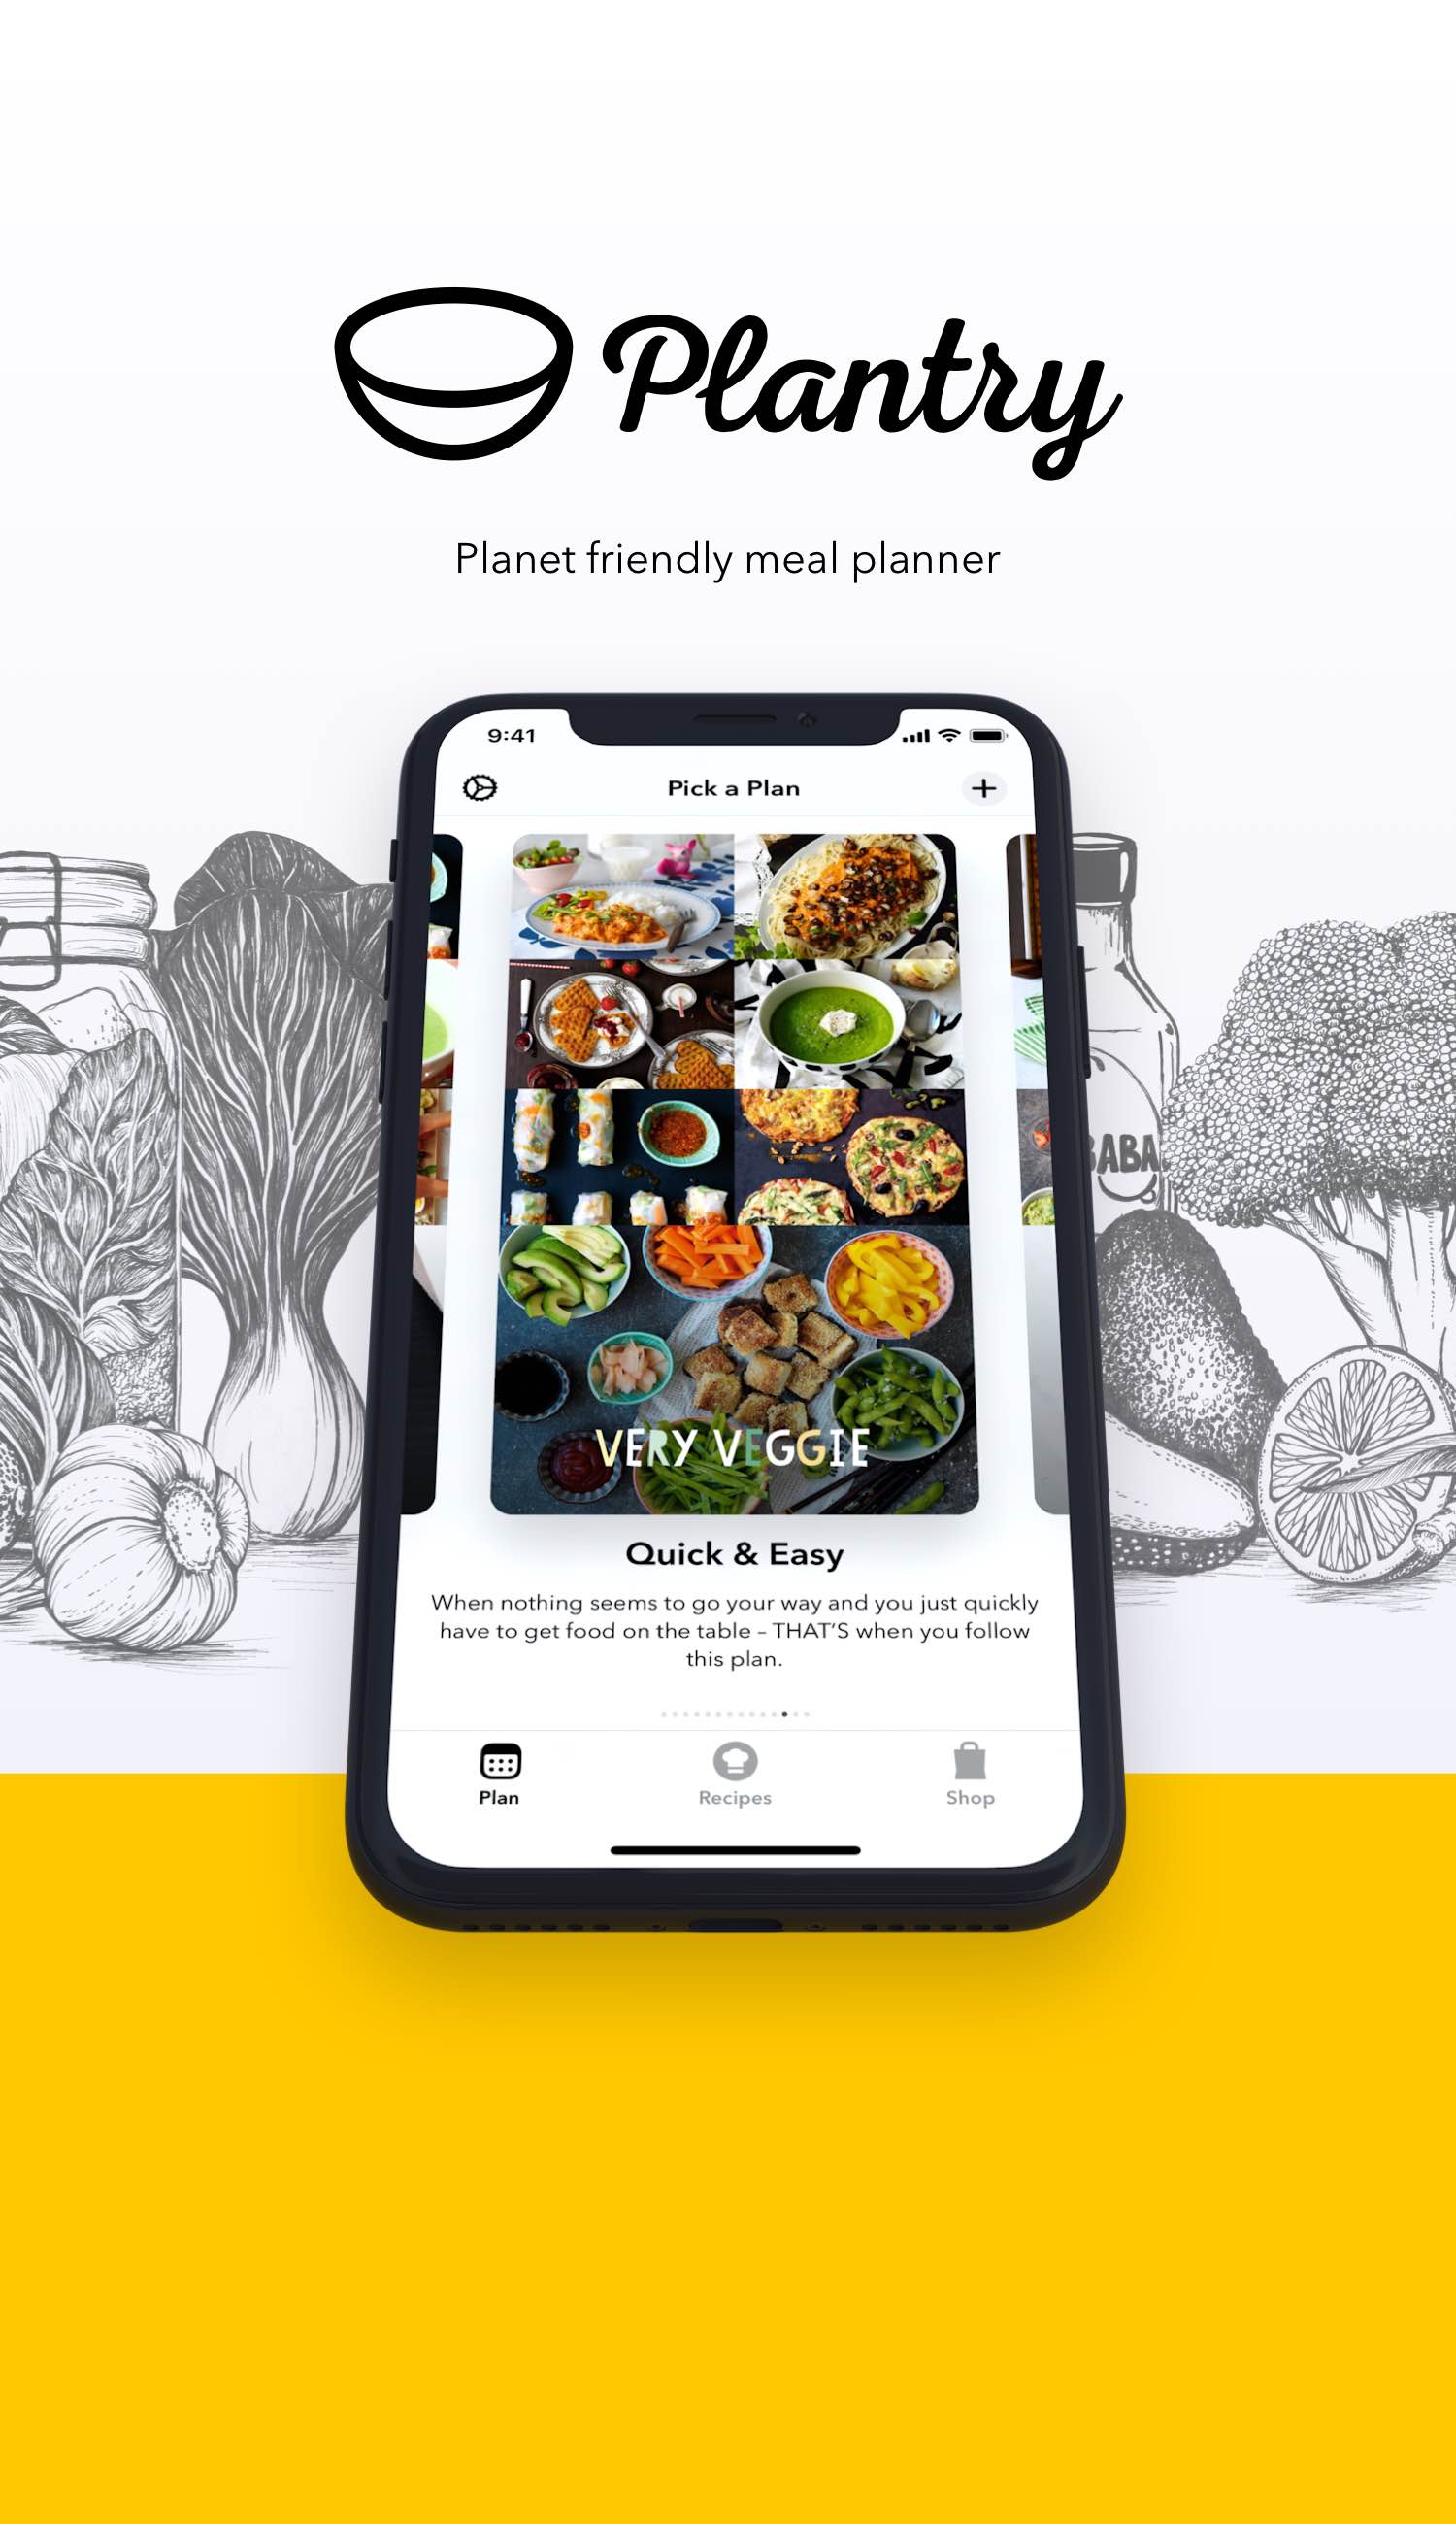 Plantry
Planet friendly meal planner
9:41
Pick a Plan
BABA
VERY VEGGIE
Quick & Easy
When nothing seems to go your way and you just quickly
have to get food on the table – THAT'S when you follow
this plan.
Plan
Recipes
Shop